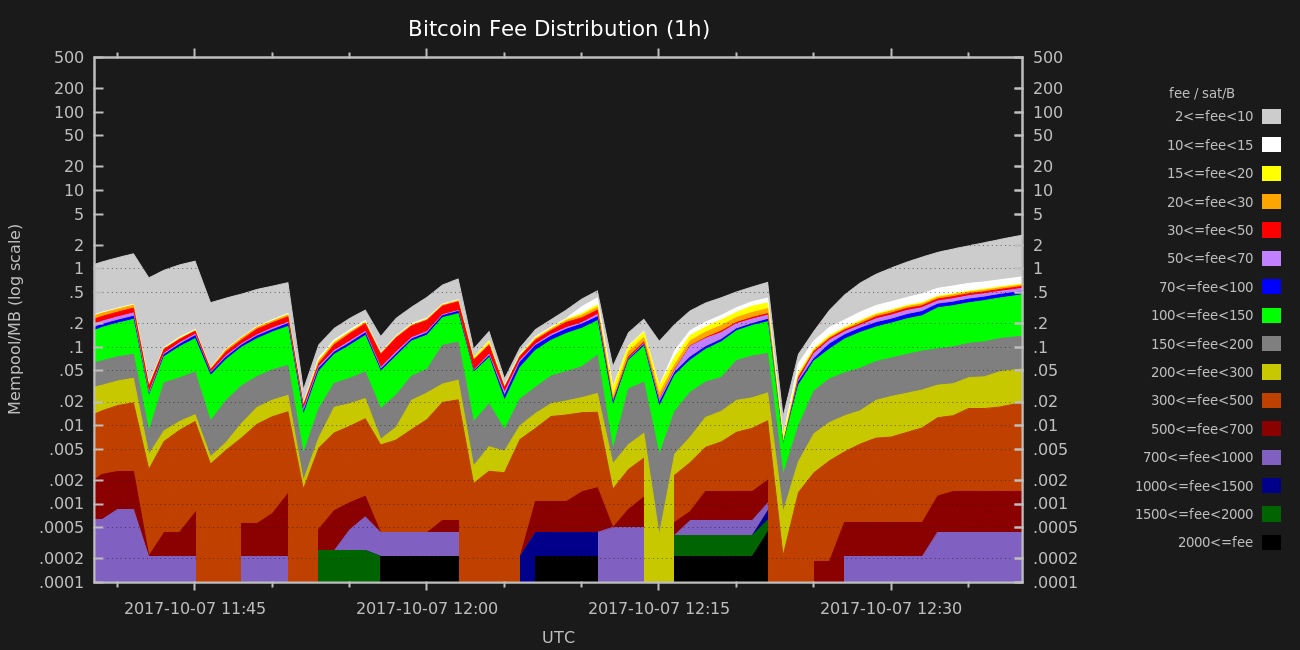 Bitcoin Fee Distribution (1h)
Mempool/MB (log scale)
500
200
100
50
20
10
5
2
1
.5
.2
.1
.05
.02
.01
.005
.002
.001
.0005
.0002
.0001
500
200
100
50
20
10
5
2
1
.5
.2
.1
.05
.02
.01
.005
.002
.001
.0005
.0002
.0001
2017-10-07 11:45 2017-10-07 12:00 2017-10-07 12:15 2017-10-07 12:30
UTC
fee / sat/B
2<=fee<10
10<=fee<15
15<=fee<20
20<=fee<30
30<=fee<50
50<=fee<70
70<=fee<100
100<=fee<150
150<=fee<200
200<=fee<300
300<=fee<500
500<=fee<700
700<=fee<1000
1000<=fee<1500
1500<=fee<2000
2000<=fee